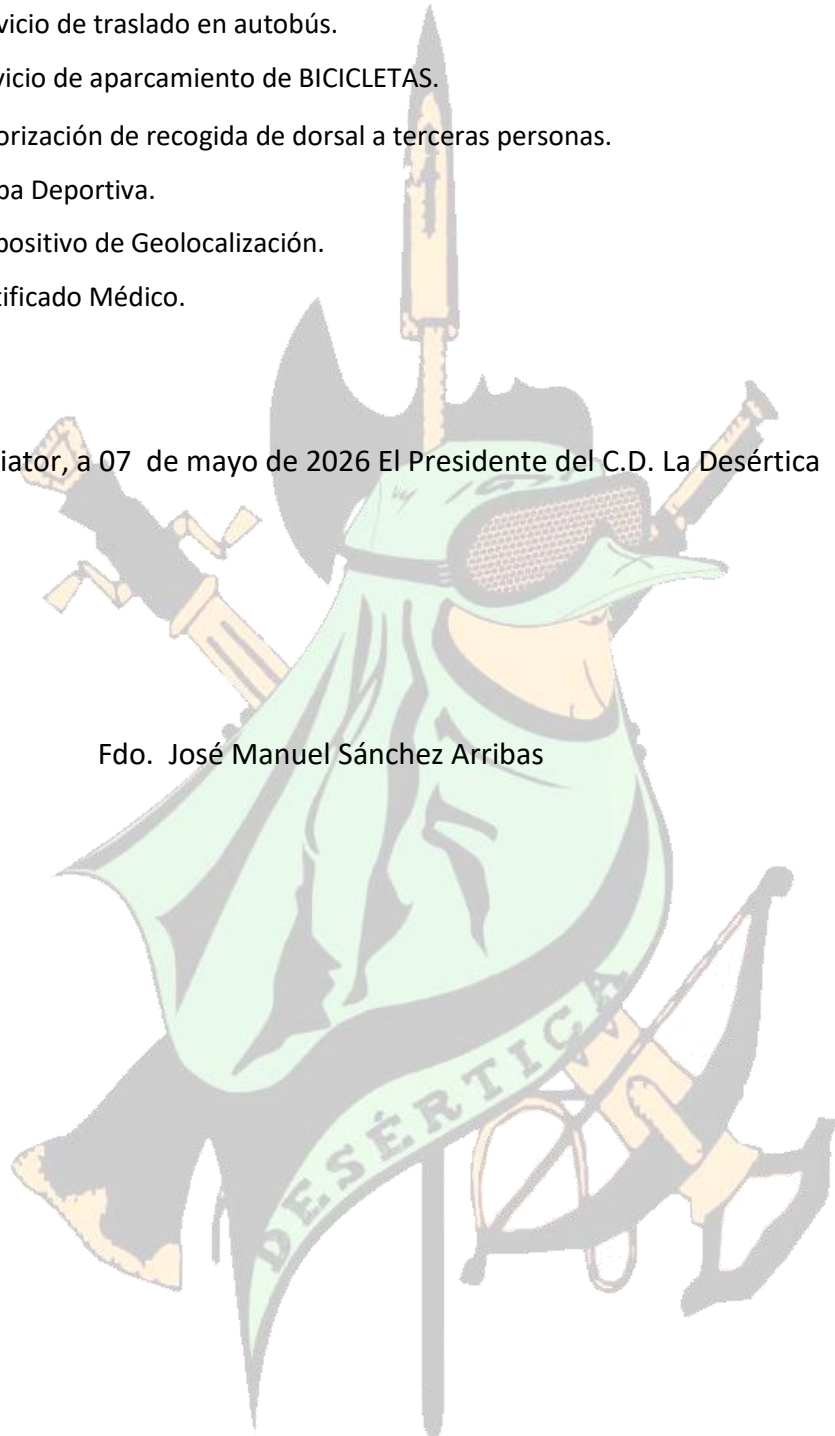 vicio de traslado en autobús.
vicio de aparcamiento de BICICLETAS.
orización de recogida de dorsal a terceras personas.
pa Deportiva.
positivo de Geolocalización.
tificado Médico.
iator, a 07 de mayo de 2026 El Presidente del C.D. La Desértica
Fdo. José Manuel Sánchez Arribas
DESÉRTICA